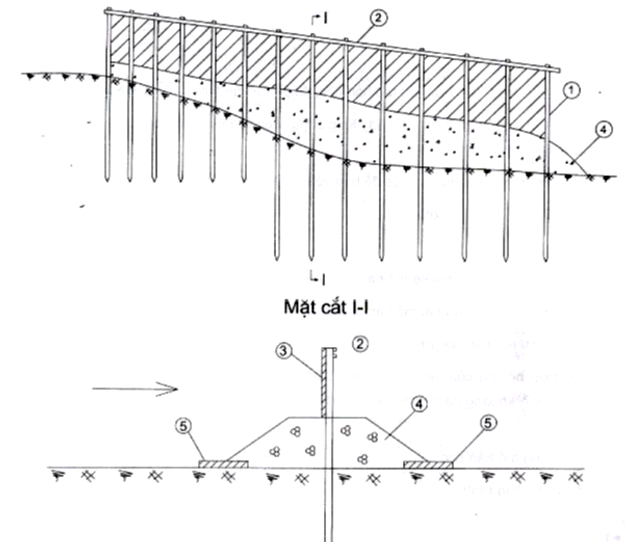 I
②
①
④
I
Mặt cắt I-I
③
②
④
⑤
⑤